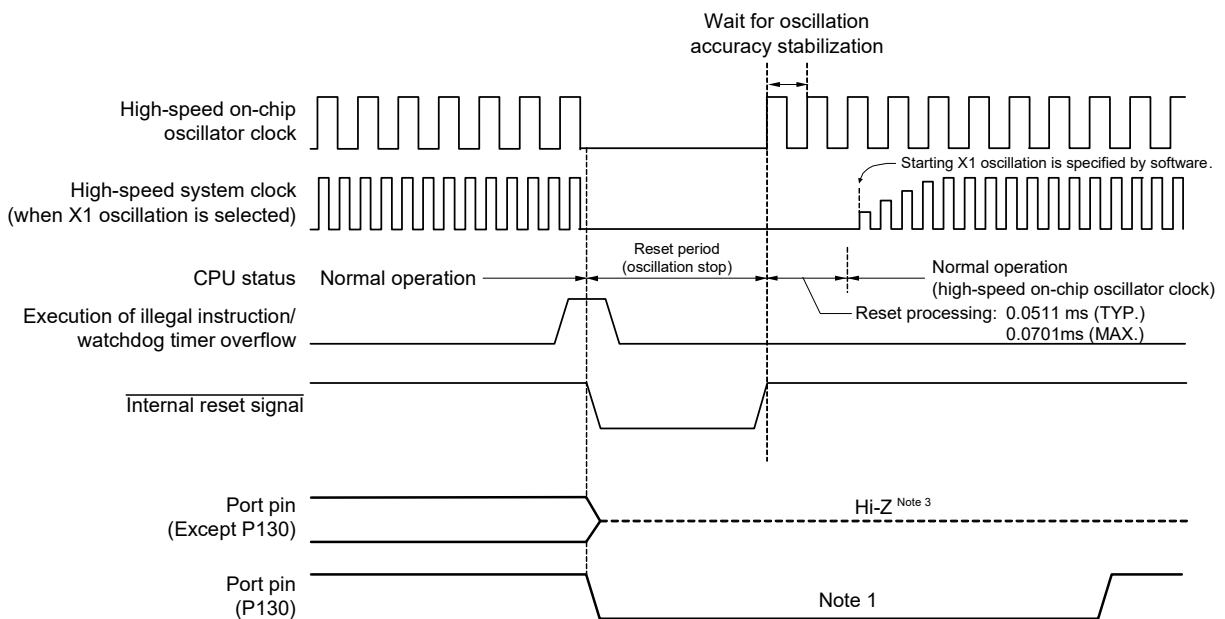 Wait for oscillation
accuracy stabilization
High-speed on-chip
oscillator clock
Starting X1 oscillation is specified by software.
High-speed system clock
(when X1 oscillation is selected)
Reset period
(oscillation stop)
CPU status
Normal operation
Normal operation
(high-speed on-chip oscillator clock)
Reset processing: 0.0511 ms (TYP.)
0.0701ms (MAX.)
Execution of illegal instruction/
watchdog timer overflow
Internal reset signal
Port pin
(Except P130)
Hi-Z Note 3
Port pin
(P130)
Note 1